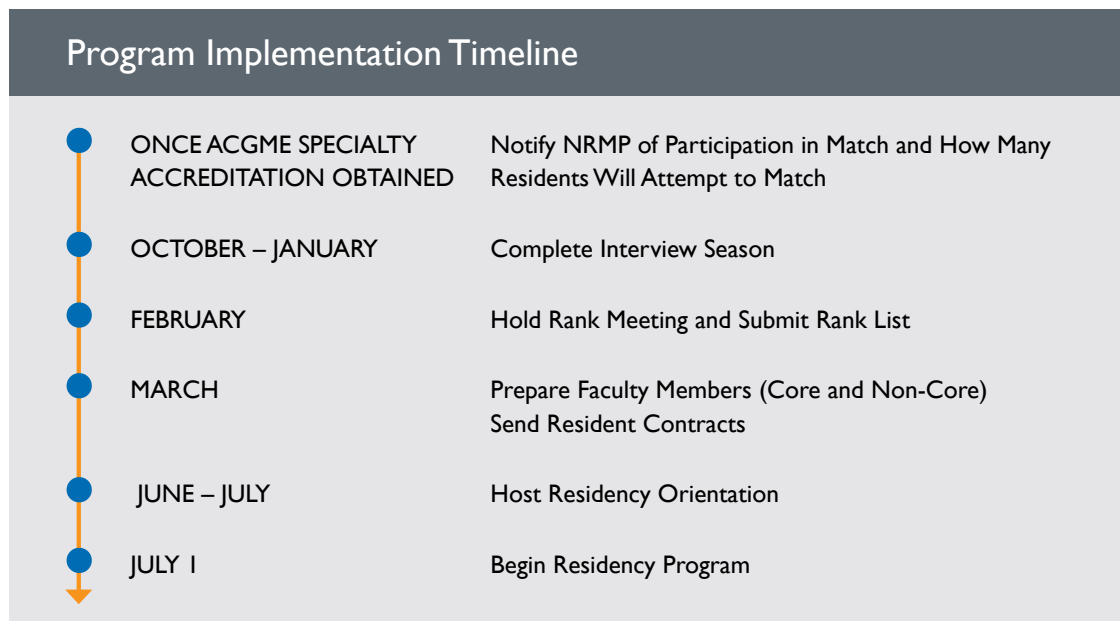 Program Implementation Timeline
ONCE ACGME SPECIALTY
ACCREDITATION OBTAINED
Notify NRMP of Participation in Match and How Many
Residents Will Attempt to Match
OCTOBER – JANUARY
Complete Interview Season
FEBRUARY
Hold Rank Meeting and Submit Rank List
MARCH
Prepare Faculty Members (Core and Non-Core)
Send Resident Contracts
JUNE – JULY
Host Residency Orientation
JULY 1
Begin Residency Program